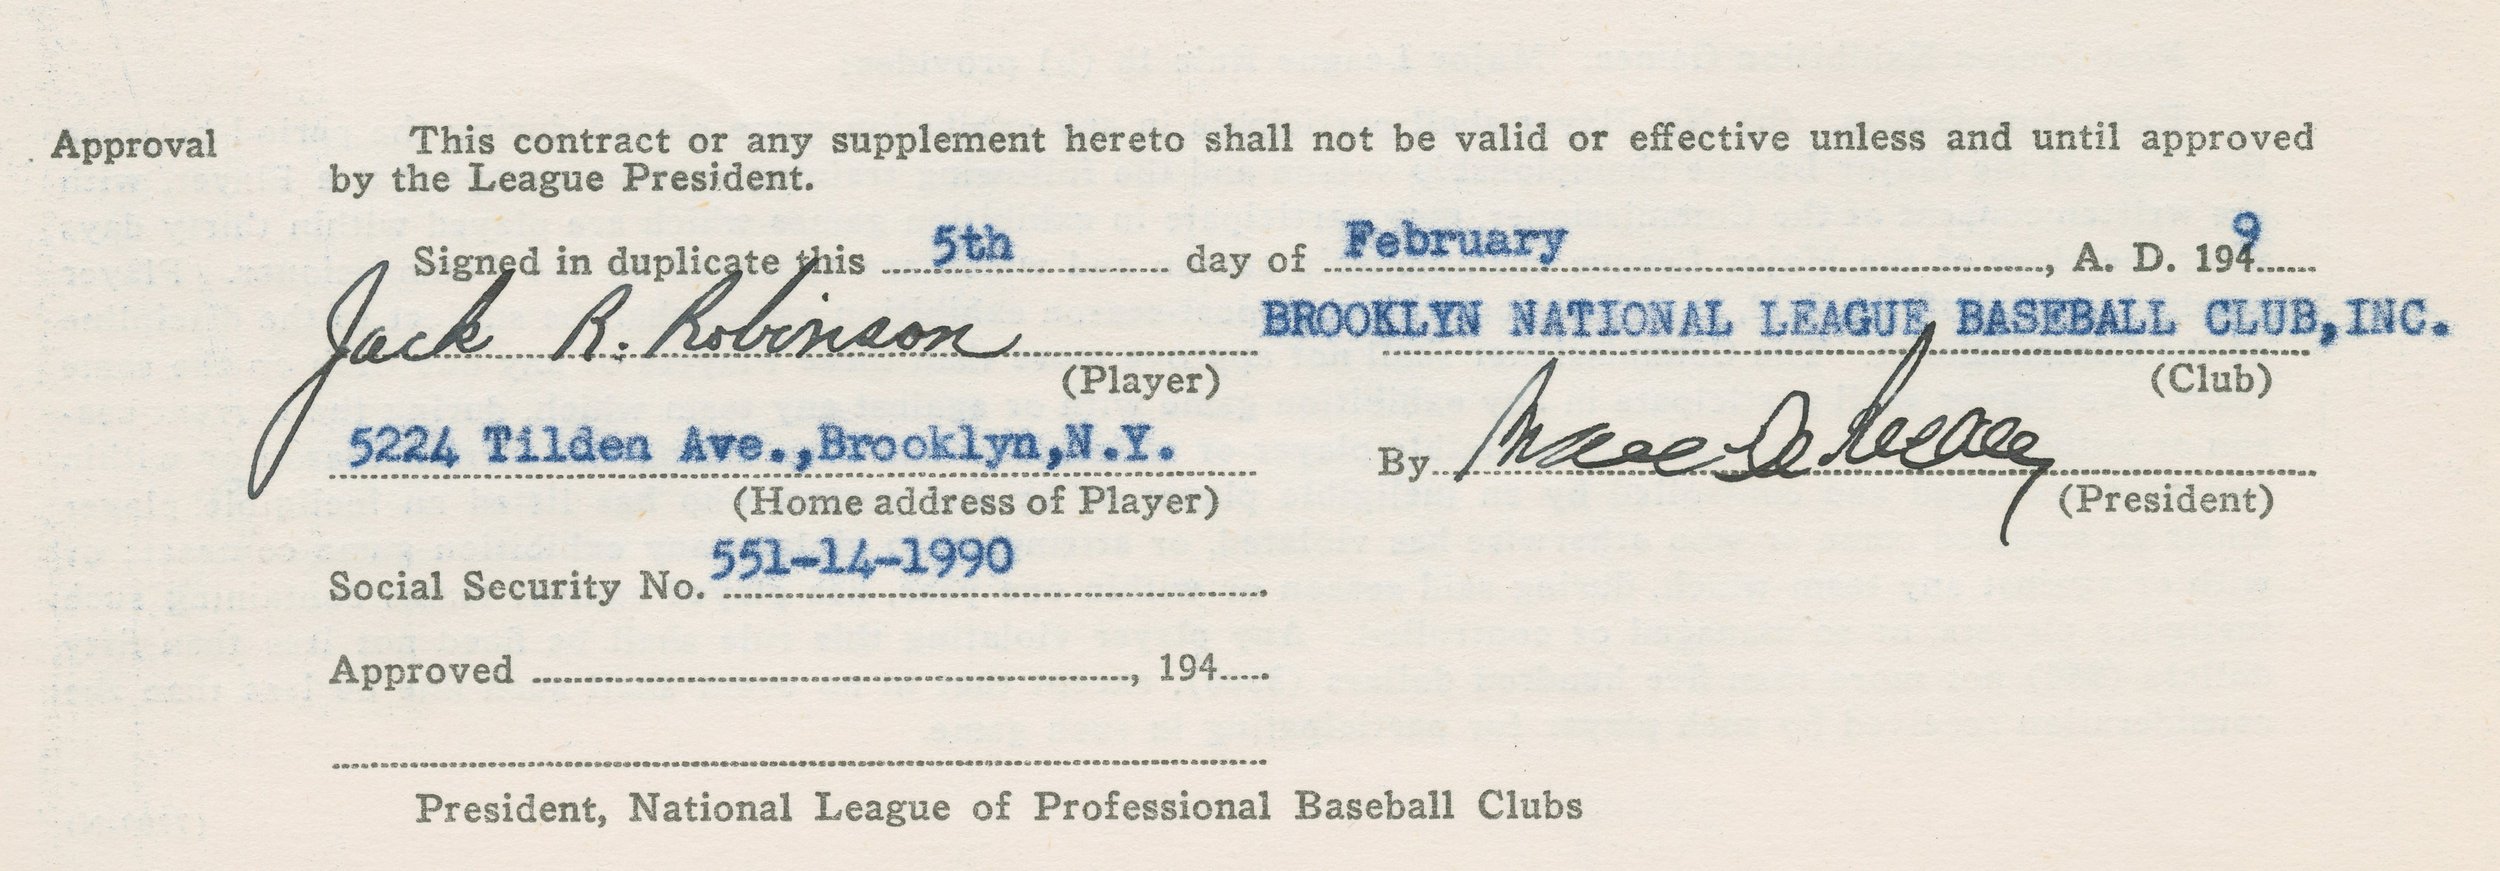 Approval This contract or any supplement hereto shall not be valid or effective unless and until approved
by the League President.
Signed in duplicate this 5th day of February, A. D. 1949
Jack R. Robinson BROOKLYN NATIONAL LEAGUE BASEBALL CLUB,INC.
(Player) (Club)
5224 Tilden Ave.,Brooklyn,N.Y. By
(Home address of Player) (President)
Social Security No. 551-14-1990
Approved , 194
President, National League of Professional Baseball Clubs